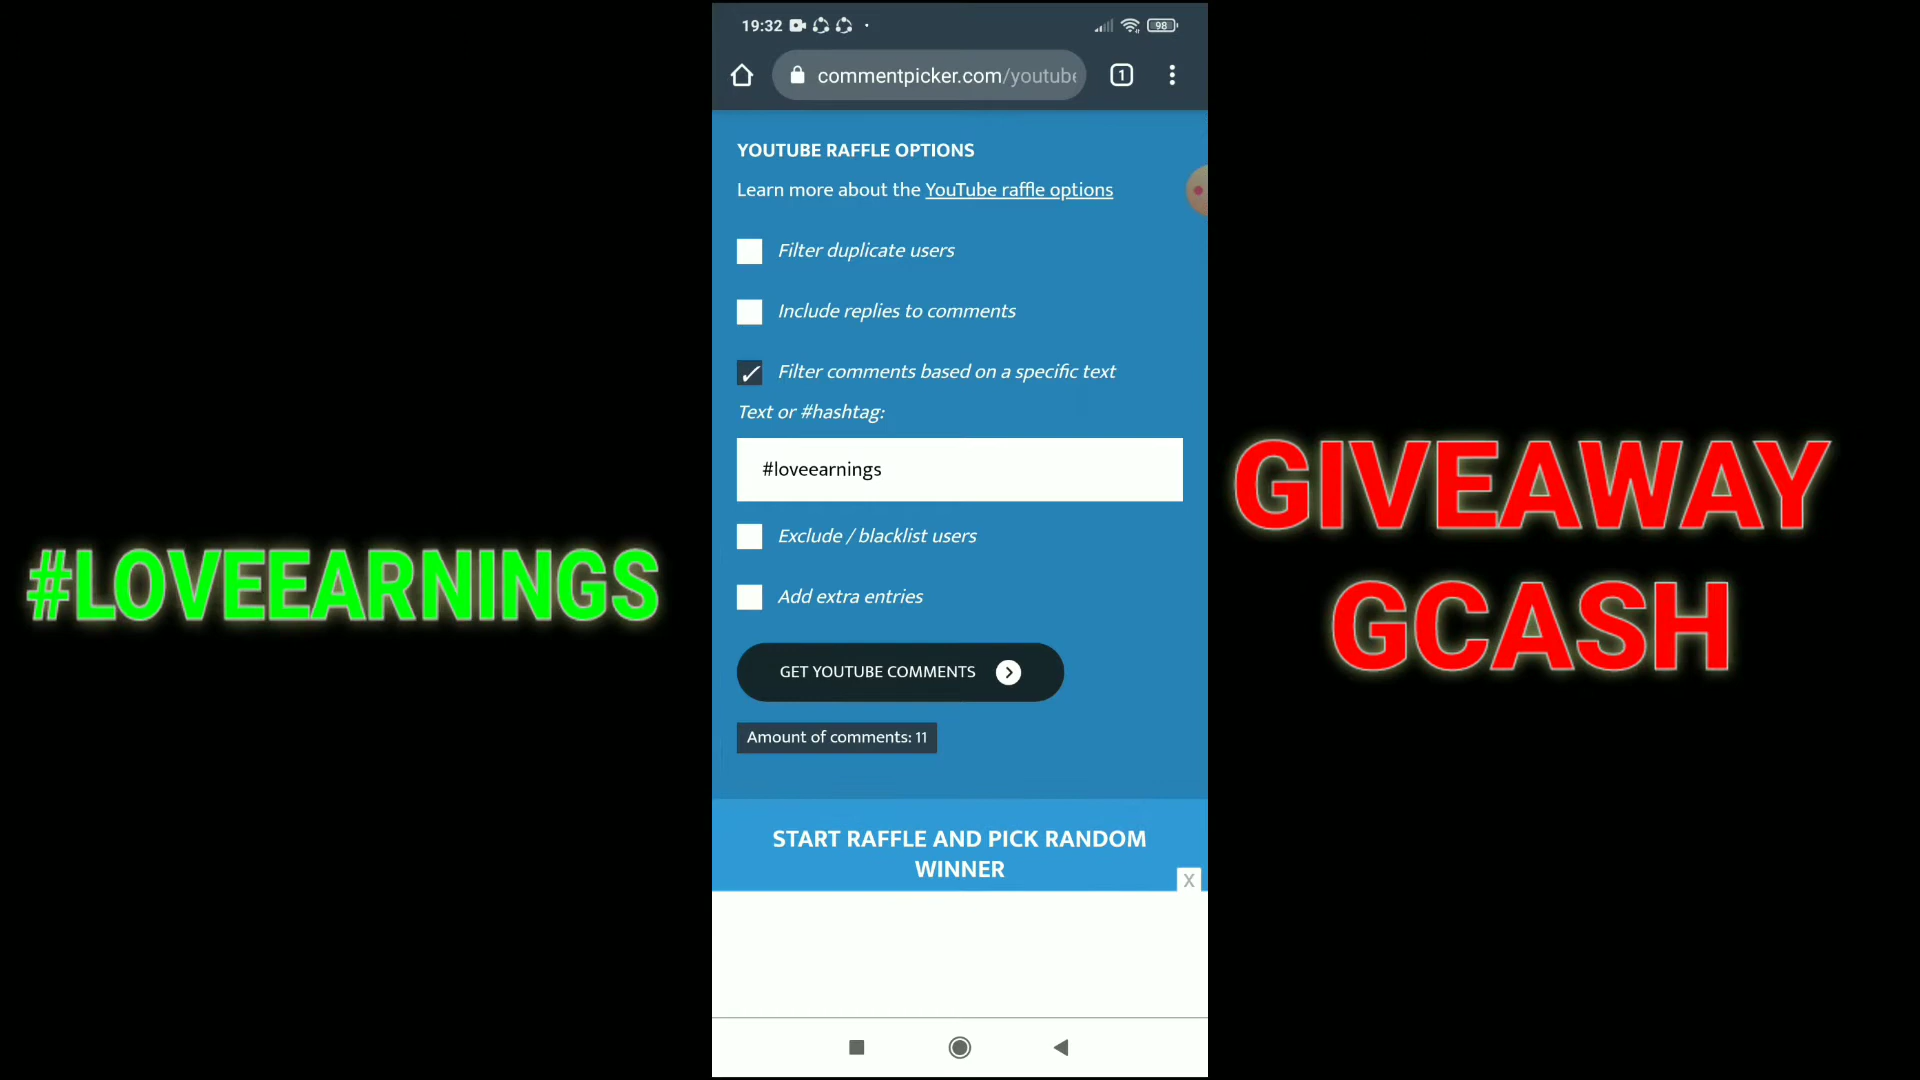 19:32
98
commentpicker.com/youtube
1
YOUTUBE RAFFLE OPTIONS
Learn more about the YouTube raffle options
Filter duplicate users
Include replies to comments
Filter comments based on a specific text
Text or #hashtag:
#loveearnings
Exclude / blacklist users
Add extra entries
GET YOUTUBE COMMENTS
Amount of comments: 11
START RAFFLE AND PICK RANDOM
WINNER
X
#LOVEEARNINGS
GIVEAWAY
GCASH